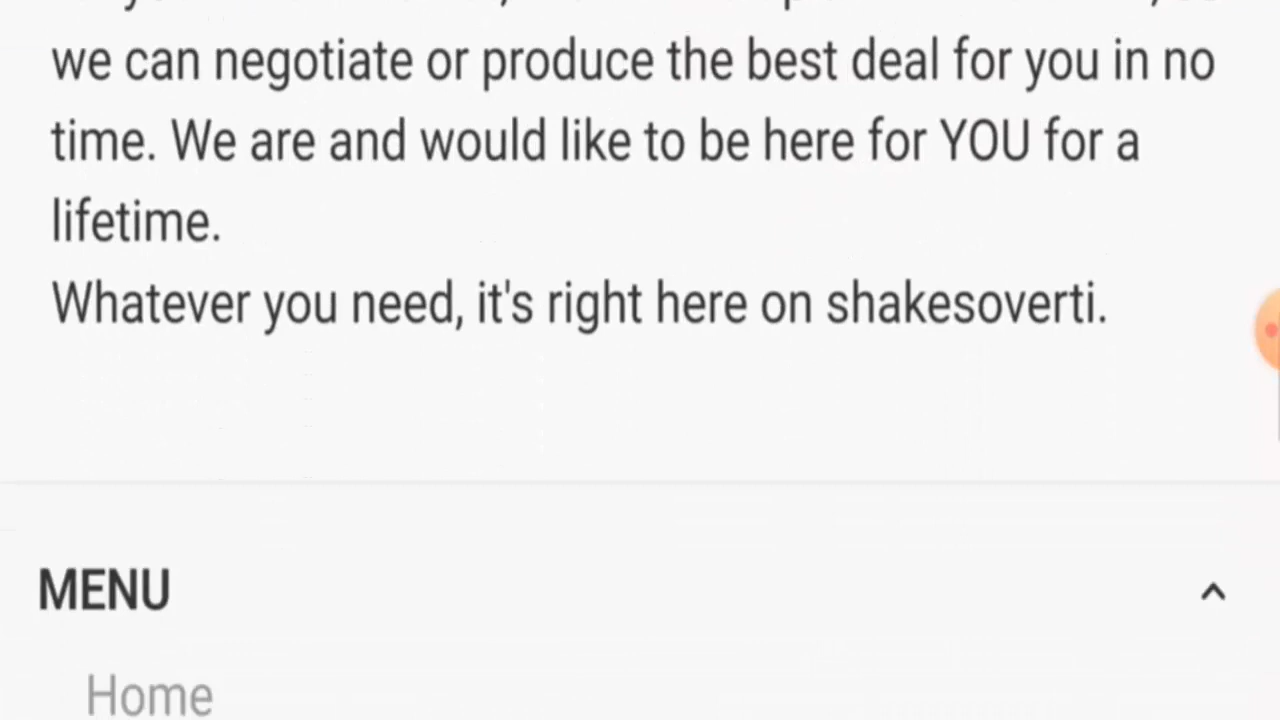 we can negotiate or produce the best deal for you in no
time. We are and would like to be here for YOU for a
lifetime.
Whatever you need, it's right here on shakesoverti.
MENU
Home